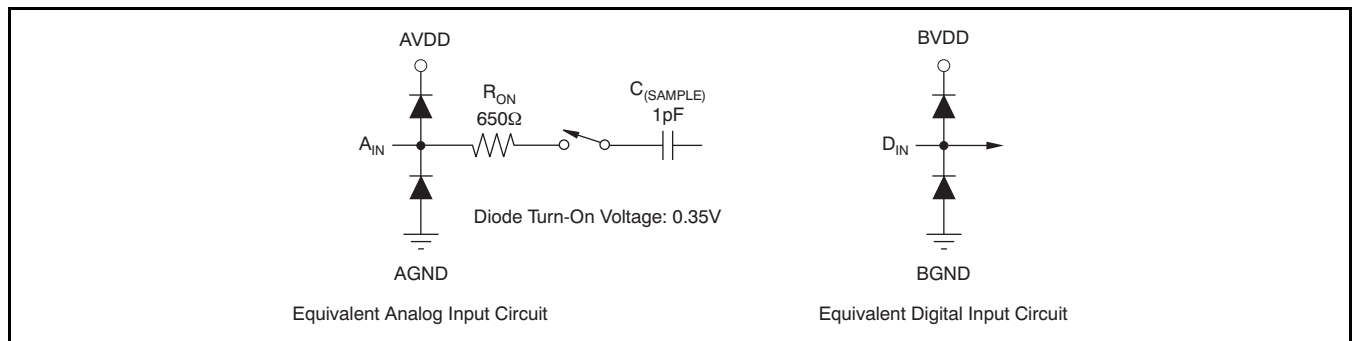 AVDD
R_ON
650Ω
C_(SAMPLE)
1pF
A_IN
Diode Turn-On Voltage: 0.35V
AGND
Equivalent Analog Input Circuit
BVDD
D_IN
BGND
Equivalent Digital Input Circuit